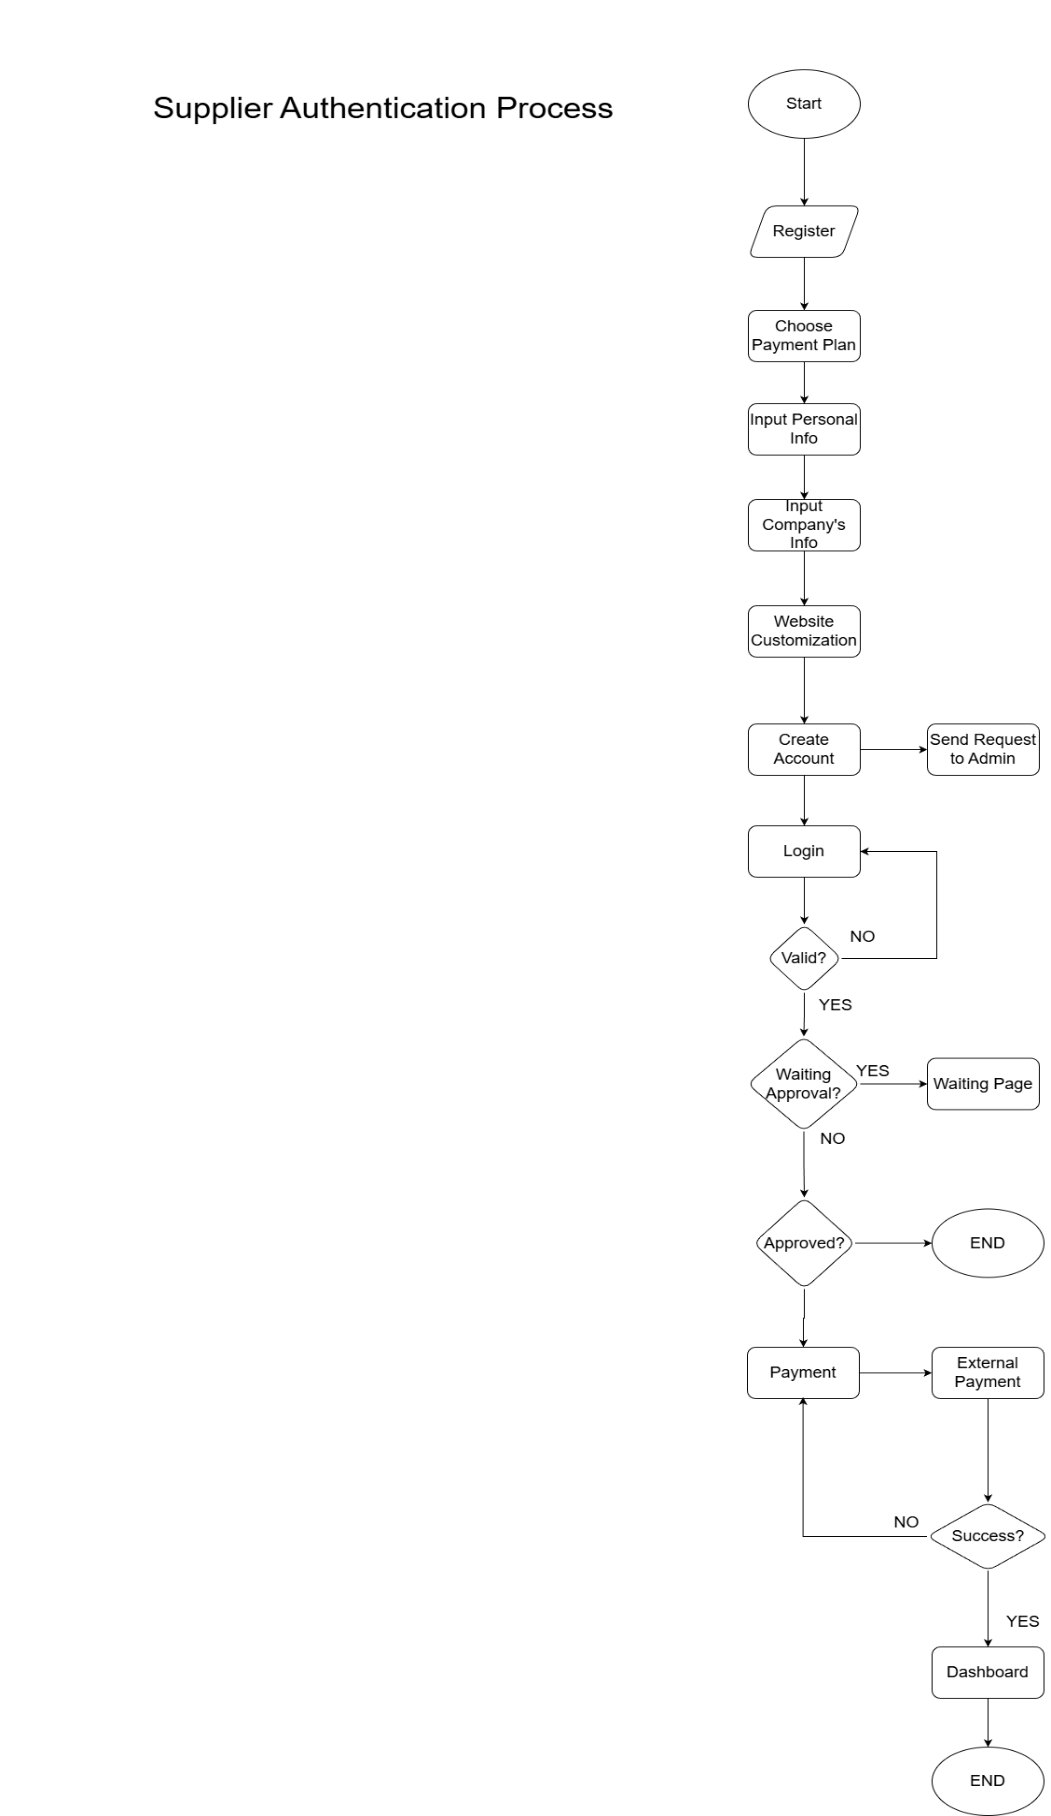 Supplier Authentication Process
Start
Register
Choose
Payment Plan
Input Personal
Info
Input
Company's
Info
Website
Customization
Create
Account
Send Request
to Admin
Login
NO
Valid?
YES
Waiting
Approval?
YES
Waiting Page
NO
Approved?
END
Payment
External
Payment
NO
Success?
YES
Dashboard
END